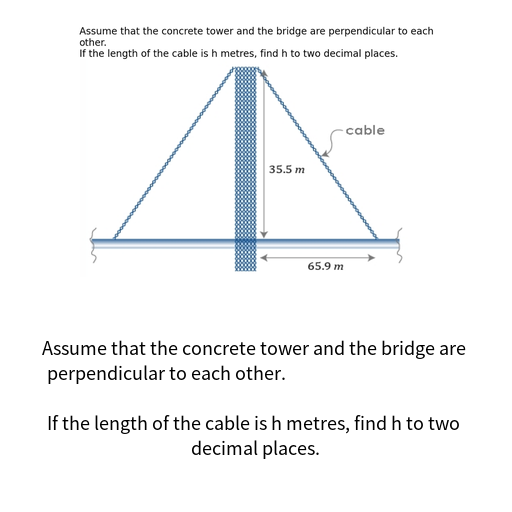 Assume that the concrete tower and the bridge are perpendicular to each
other.
If the length of the cable is h metres, find h to two decimal places.
cable
35.5 m
65.9 m
Assume that the concrete tower and the bridge are
perpendicular to each other.
If the length of the cable is h metres, find h to two
decimal places.